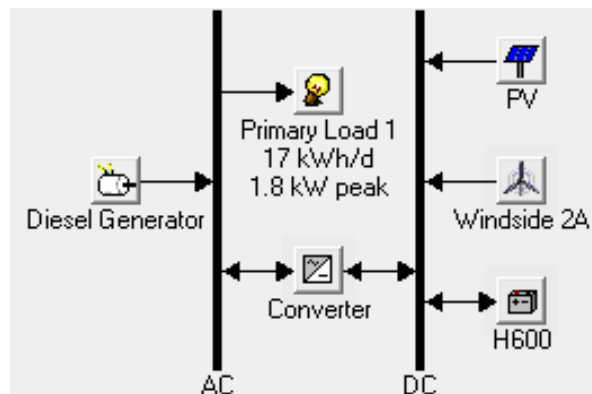 PV
Primary Load 1
17 kWh/d
1.8 kW peak
Diesel Generator
Windside 2A
Converter
H600
AC
DC